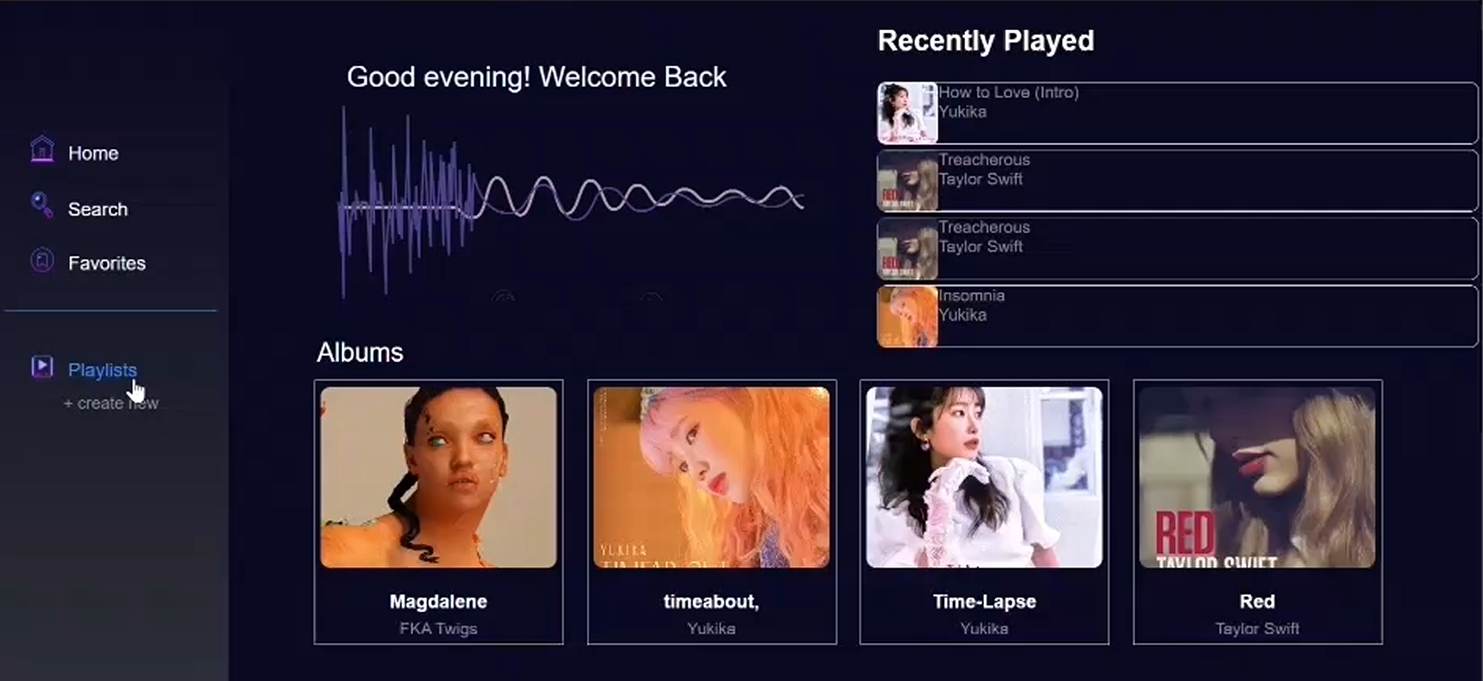 Home
Search
Favorites
Playlists
+ create new
Good evening! Welcome Back
Recently Played
How to Love (Intro)
Yukika
Treacherous
Taylor Swift
Treacherous
Taylor Swift
Insomnia
Yukika
Albums
YUKIKA
Magdalene
FKA Twigs
timeabout,
Yukika
Time-Lapse
Yukika
RED
TAYLOR SWIFT
Red
Taylor Swift